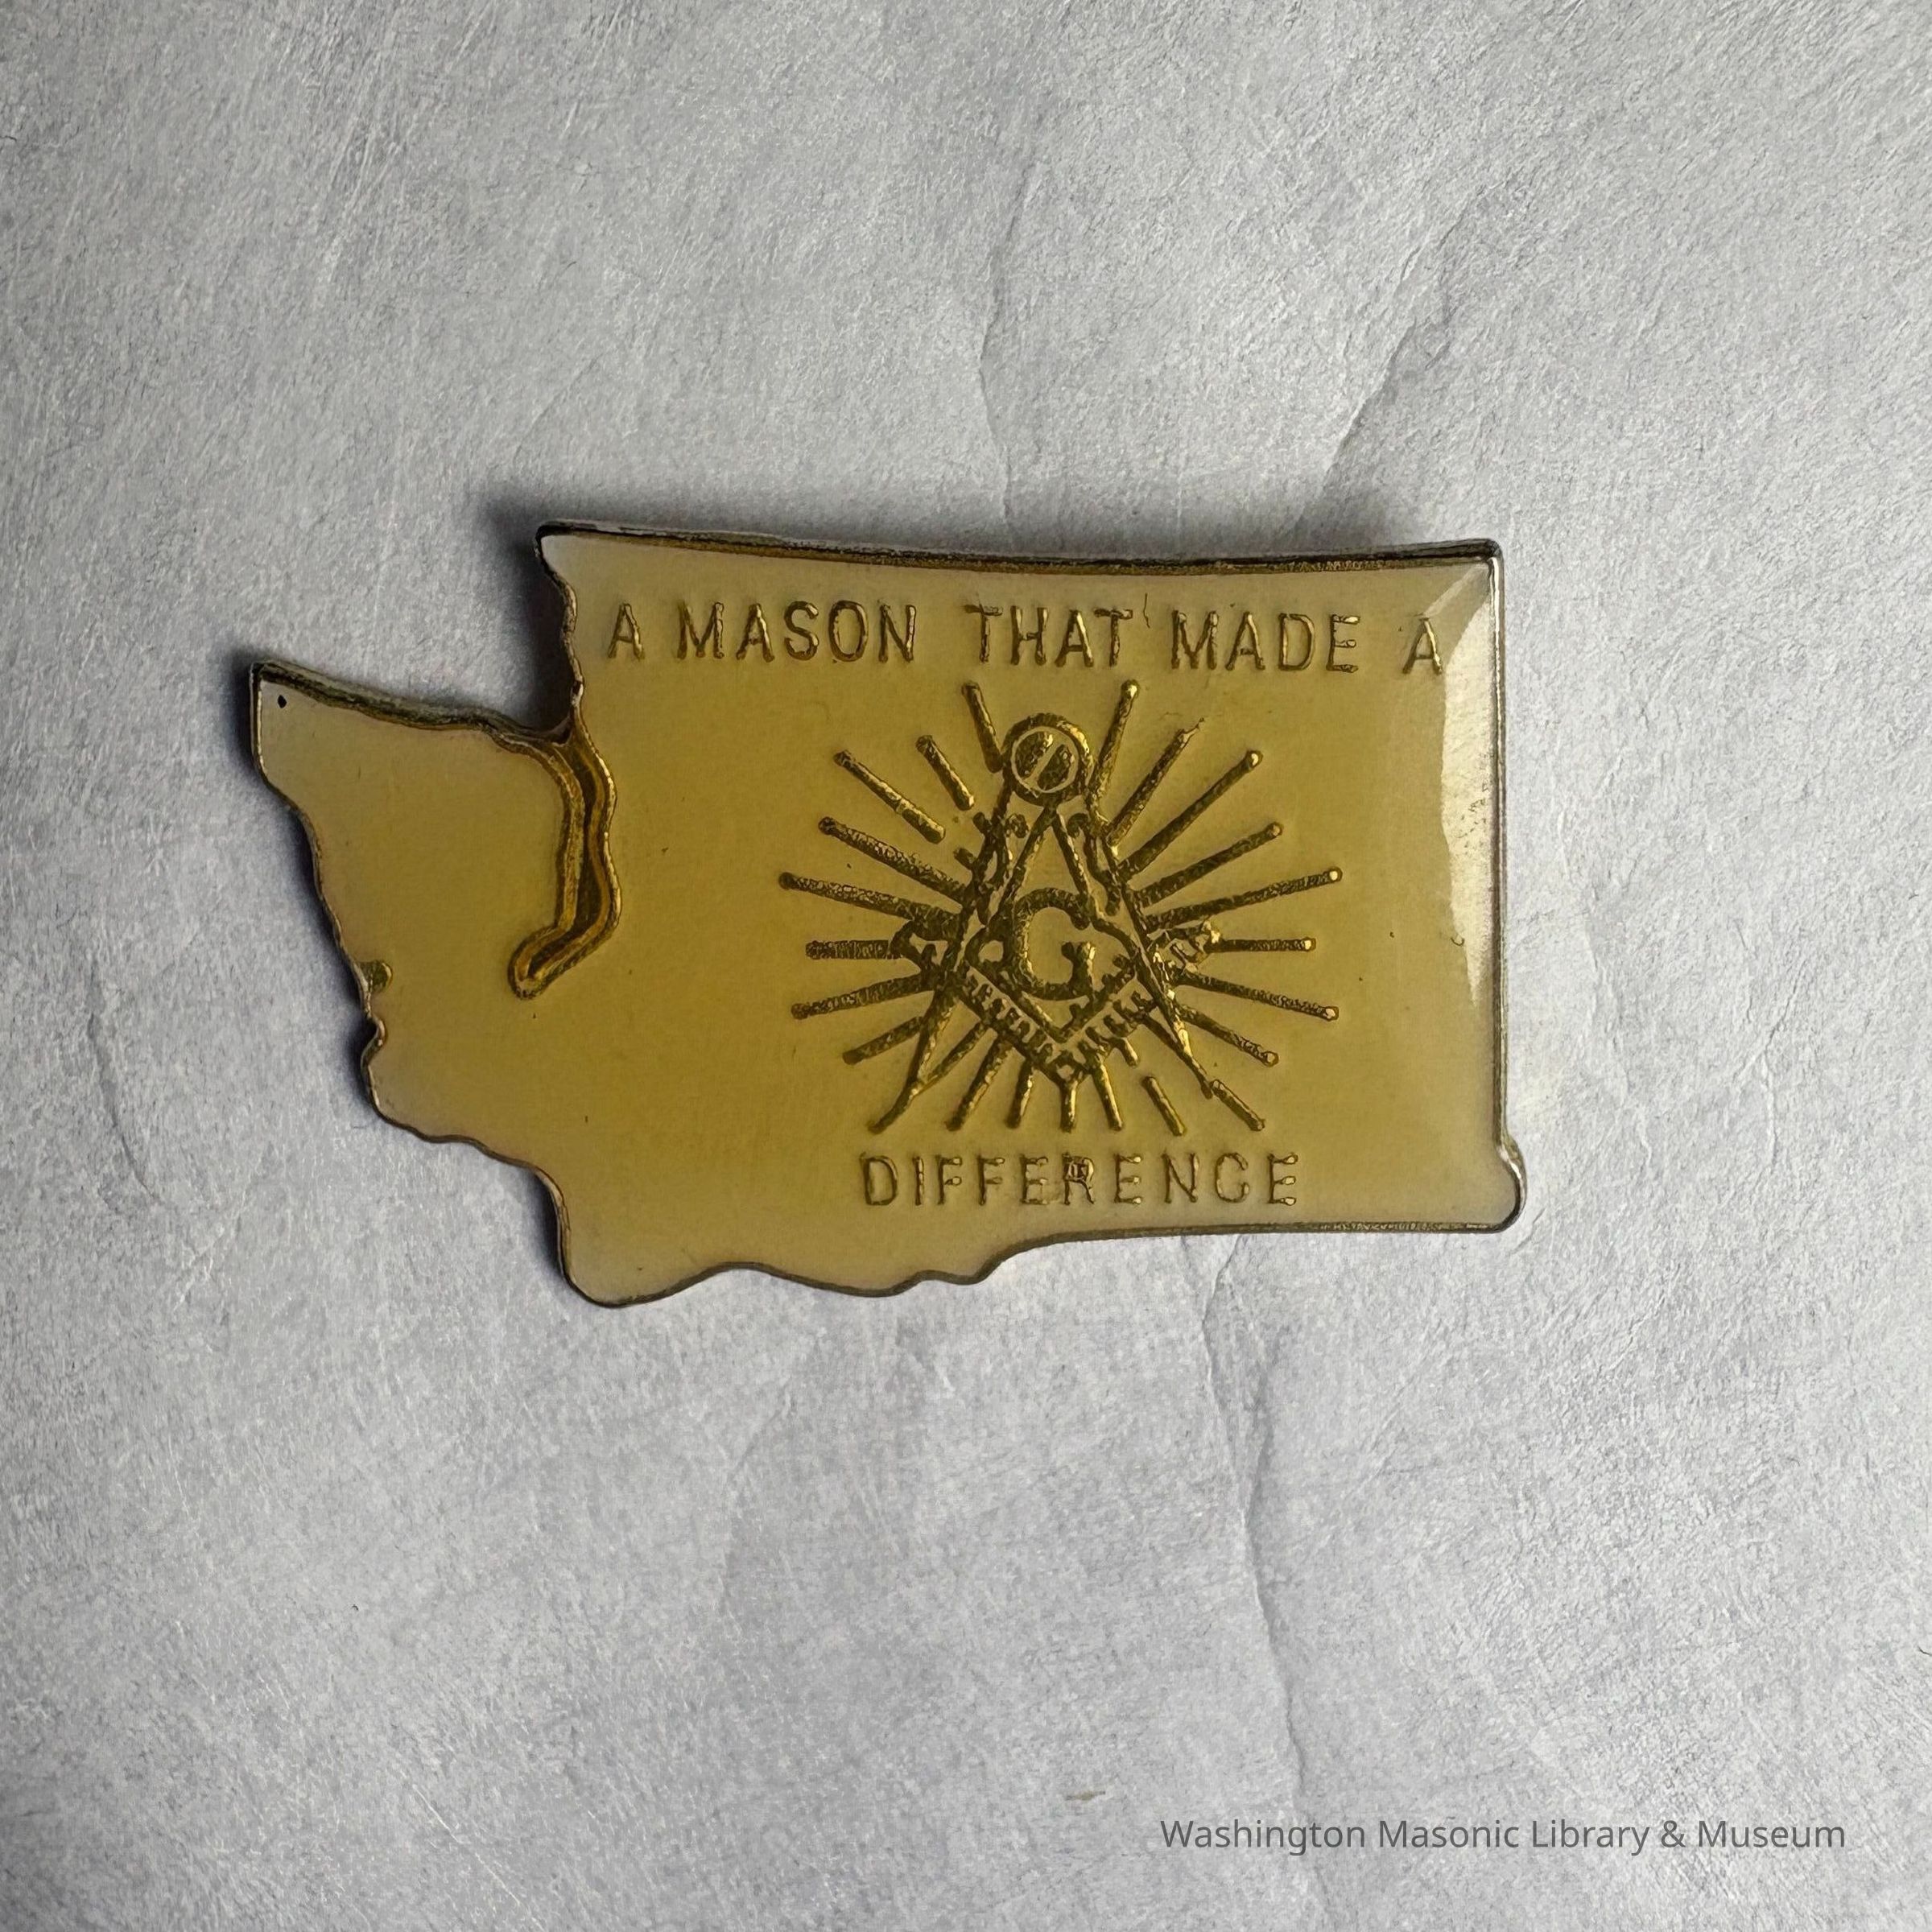 A MASON THAT MADE A
G
DIFFERENCE
Washington Masonic Library & Museum